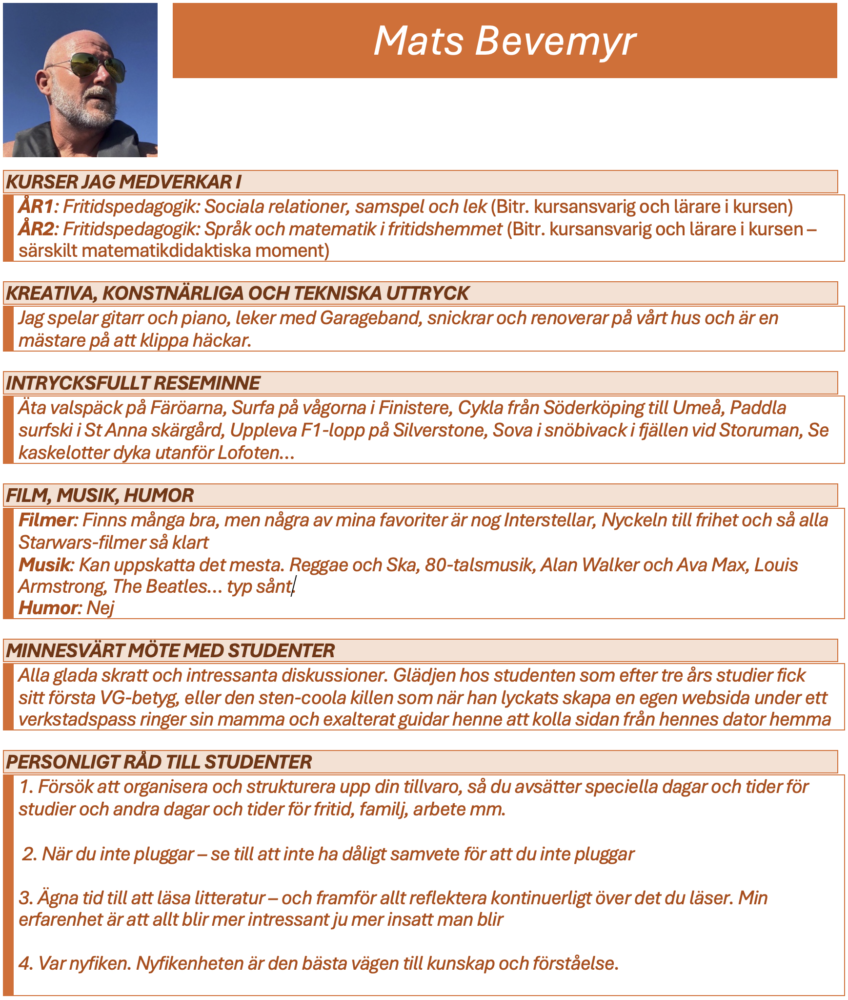 Mats Bevemyr
KURSER JAG MEDVERKAR I
ÅR1: Fritidspedagogik: Sociala relationer, samspel och lek (Bitr. kursansvarig och lärare i kursen)
ÅR2: Fritidspedagogik: Språk och matematik i fritidshemmet (Bitr. kursansvarig och lärare i kursen –
särskilt matematikdidaktiska moment)
KREATIVA, KONSTNÄRLIGA OCH TEKNISKA UTTRYCK
Jag spelar gitarr och piano, leker med Garageband, snickrar och renoverar på vårt hus och är en
mästare på att klippa häckar.
INTRYCKSFULLT RESEMINNE
Äta valspäck på Färöarna, Surfa på vågorna i Finistere, Cykla från Söderköping till Umeå, Paddla
surfski i St Anna skärgård, Uppleva F1-lopp på Silverstone, Sova i snöbivack i fjällen vid Storuman, Se
kaskelotter dyka utanför Lofoten...
FILM, MUSIK, HUMOR
Filmer: Finns många bra, men några av mina favoriter är nog Interstellar, Nyckeln till frihet och så alla
Starwars-filmer så klart
Musik: Kan uppskatta det mesta. Reggae och Ska, 80-talsmusik, Alan Walker och Ava Max, Louis
Armstrong, The Beatles... typ sånt.
Humor: Nej
MINNESVÄRT MÖTE MED STUDENTER
Alla glada skratt och intressanta diskussioner. Glädjen hos studenten som efter tre års studier fick
sitt första VG-betyg, eller den sten-coola killen som när han lyckats skapa en egen websida under ett
verkstadspass ringer sin mamma och exalterat guidar henne att kolla sidan från hennes dator hemma
PERSONLIGT RÅD TILL STUDENTER
1. Försök att organisera och strukturera upp din tillvaro, så du avsätter speciella dagar och tider för
studier och andra dagar och tider för fritid, familj, arbete mm.
2. När du inte pluggar – se till att inte ha dåligt samvete för att du inte pluggar
3. Ägna tid till att läsa litteratur – och framför allt reflektera kontinuerligt över det du läser. Min
erfarenhet är att allt blir mer intressant ju mer insatt man blir
4. Var nyfiken. Nyfikenheten är den bästa vägen till kunskap och förståelse.